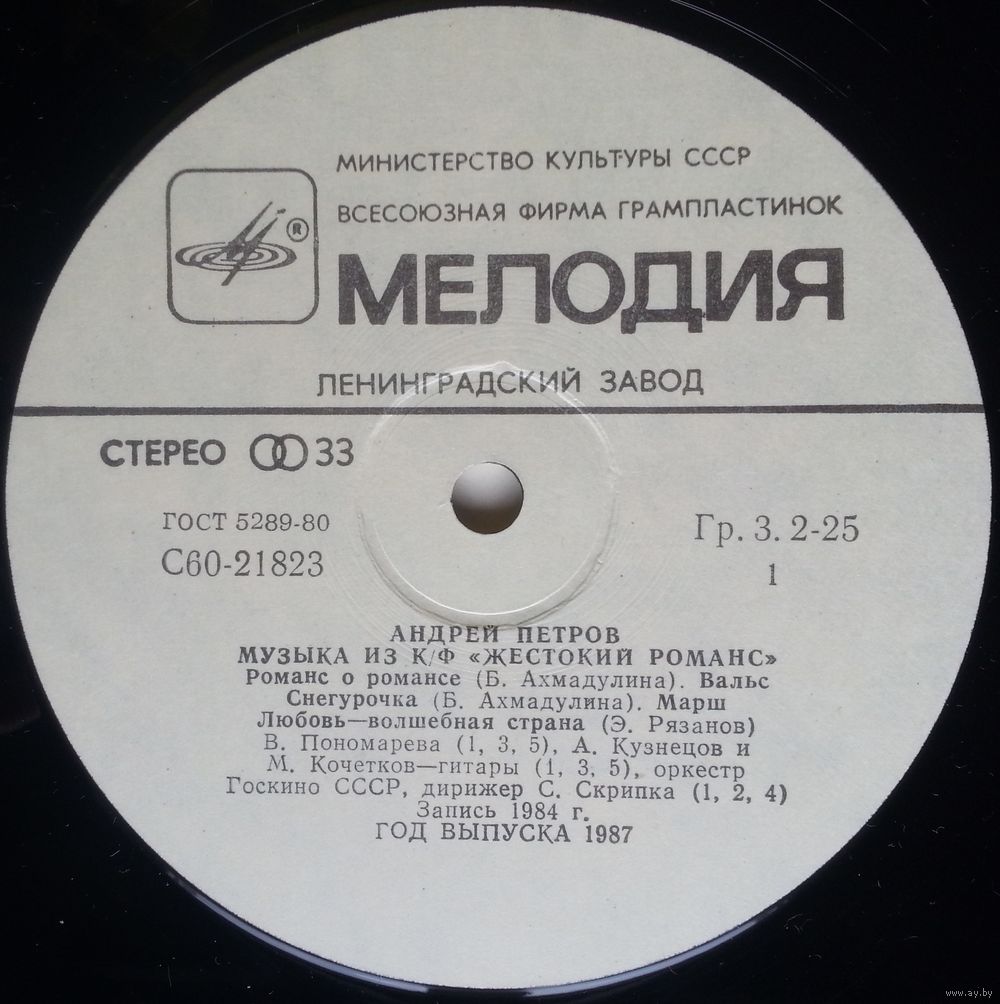 МИНИСТЕРСТВО КУЛЬТУРЫ СССР
ВСЕСОЮЗНАЯ ФИРМА ГРАМПЛАСТИНОК
®
МЕЛОДИЯ
ЛЕНИНГРАДСКИЙ ЗАВОД
СТЕРЕО 33
ГОСТ 5289-80
С60-21823
Гр. 3. 2-25
1
АНДРЕЙ ПЕТРОВ
МУЗЫКА ИЗ К/Ф «ЖЕСТОКИЙ РОМАНС»
Романс о романсе (Б. Ахмадулина). Вальс
Снегурочка (Б. Ахмадулина). Марш
Любовь—волшебная страна (Э. Рязанов)
В. Пономарева (1, 3, 5), А. Кузнецов и
М. Кочетков—гитары (1, 3, 5), оркестр
Госкино СССР, дирижер С. Скрипка (1, 2, 4)
Запись 1984 г.
ГОД ВЫПУСКА 1987
www.ay.by